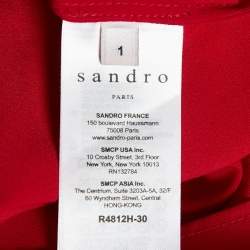 1
sandro
PARIS
SANDRO FRANCE
150 boulevard Haussmann
75008 Paris
www.sandro-paris.com
SMCP USA Inc.
10 Crosby Street, 3rd Floor
New York, New York, 10013
RN132784
SMCP ASIA Inc.
The Centrium, Suite 3203A-5A, 32/F
60 Wyndham Street, Central
HONG-KONG
R4812H-30